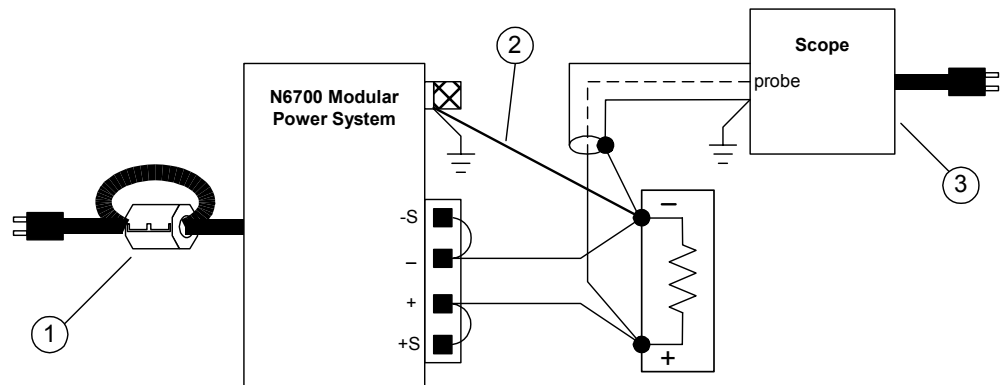 2
Scope
probe
N6700 Modular
Power System
3
-S
–
–
+
+S
+
1